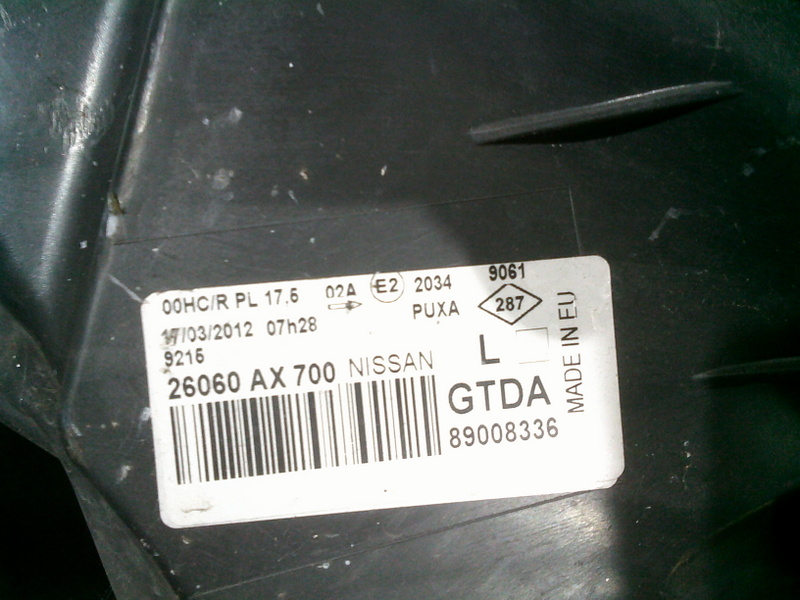 00HC/R PL 17,5 02A E2 2034 9061
PUXA 287
17/03/2012 07h28
9215
L
26060 AX 700 NISSAN
GTDA
89008336
MADE IN EU